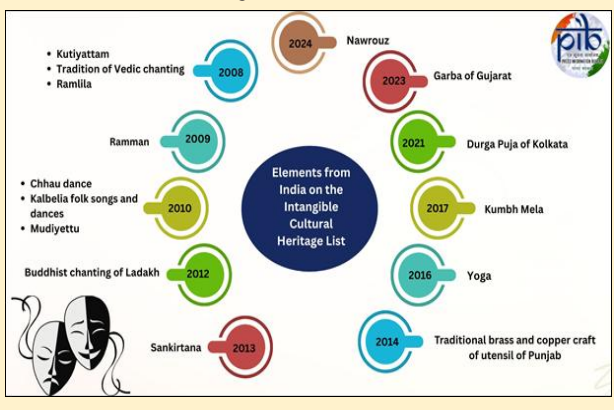 2024
Nawrouz
pib
• Kutiyattam
• Tradition of Vedic chanting
• Ramlila
2008
2023
Garba of Gujarat
Ramman
2009
2021
Durga Puja of Kolkata
Elements from
India on the
Intangible
Cultural
Heritage List
• Chhau dance
• Kalbelia folk songs and
dances
• Mudiyettu
2010
2017
Kumbh Mela
Buddhist chanting of Ladakh
2012
2016
Yoga
Sankirtana
2013
2014
Traditional brass and copper craft
of utensil of Punjab